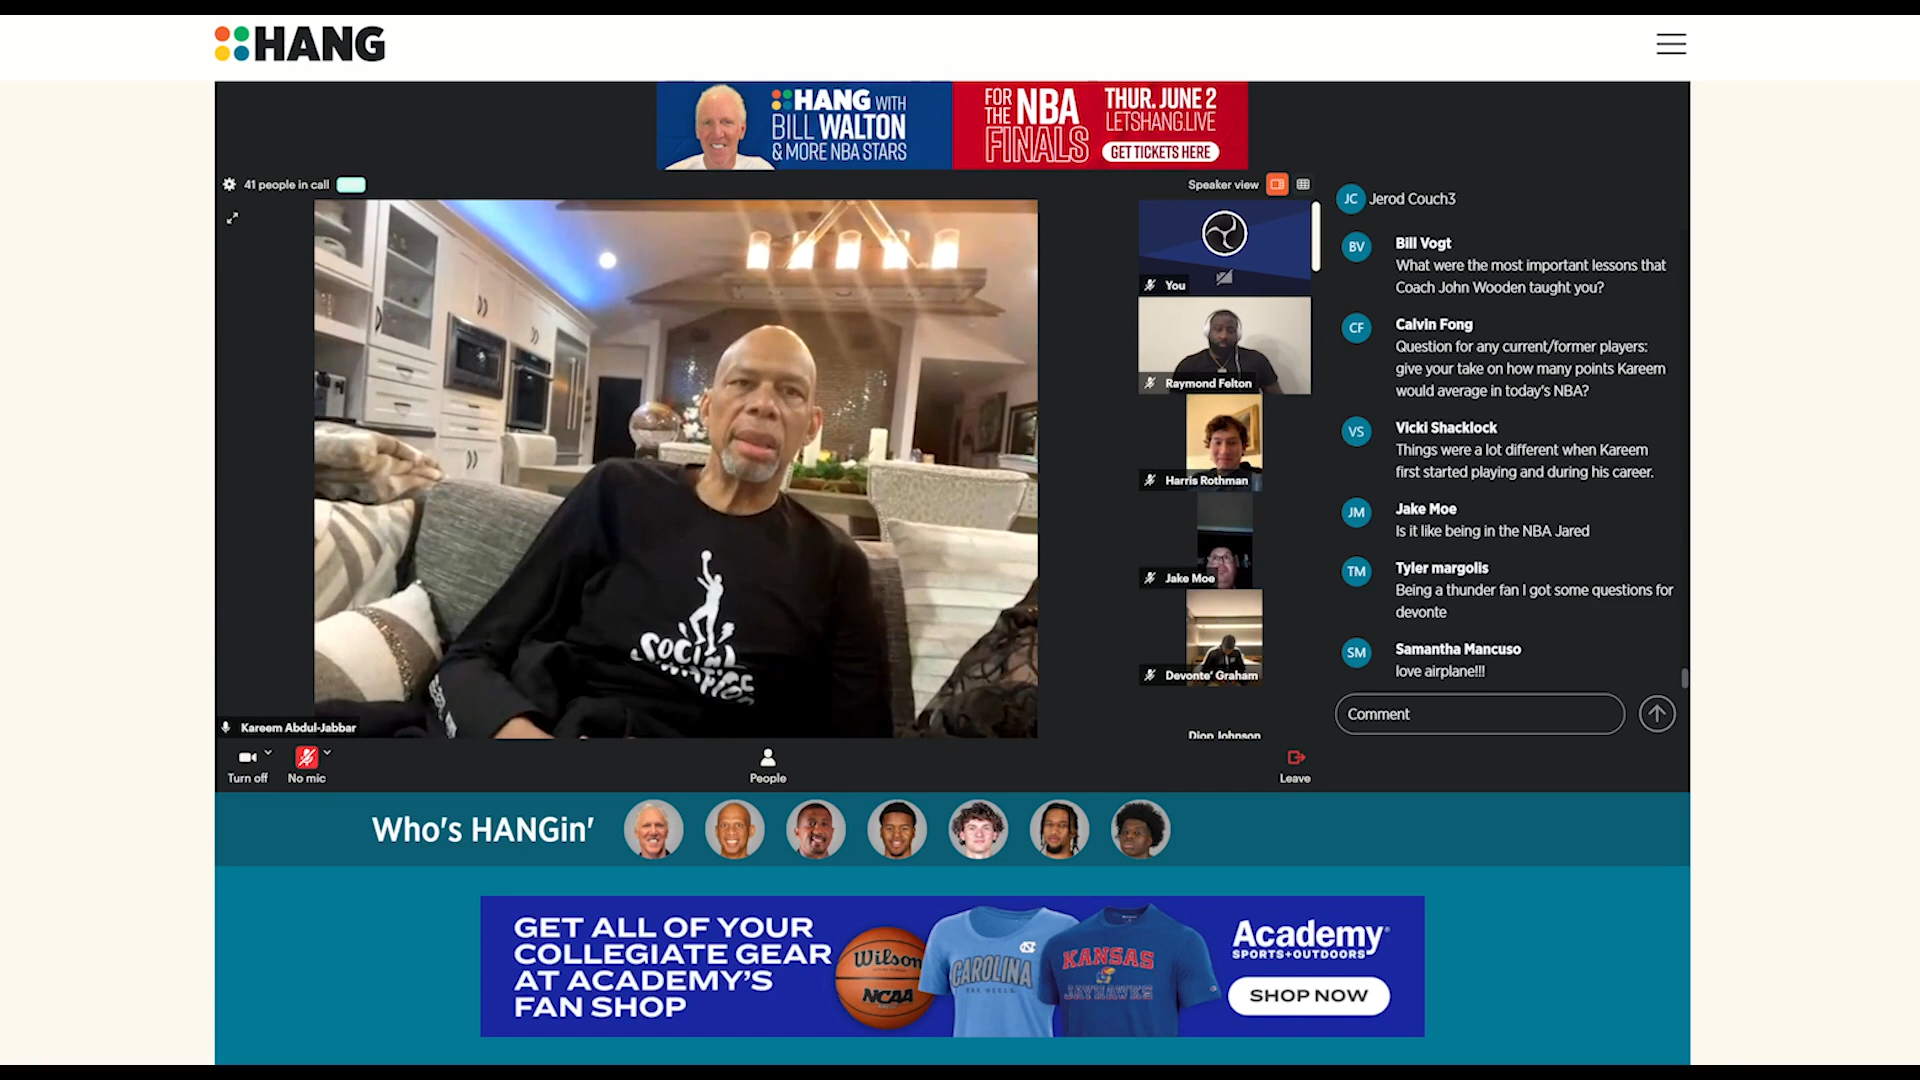 HANG
HANG WITH
BILL WALTON
& MORE NBA STARS
FOR
THE
NBA
FINALS
THUR. JUNE 2
LETSHANG.LIVE
GET TICKETS HERE
41 people in call
Speaker view
You
Raymond Felton
Harris Rothman
Jake Moe
Devonte' Graham
Dion Johnson
SOCIAL
Kareem Abdul-Jabbar
Turn off
No mic
People
Leave
JC Jerod Couch3
BV Bill Vogt
What were the most important lessons that
Coach John Wooden taught you?
CF Calvin Fong
Question for any current/former players:
give your take on how many points Kareem
would average in today's NBA?
VS Vicki Shacklock
Things were a lot different when Kareem
first started playing and during his career.
JM Jake Moe
Is it like being in the NBA Jared
TM Tyler margolis
Being a thunder fan I got some questions for
devonte
SM Samantha Mancuso
love airplane!!!
Comment
Who's HANGin'
GET ALL OF YOUR
COLLEGIATE GEAR
AT ACADEMY'S
FAN SHOP
Wilson
NCAA
NC
CAROLINA
TAR HEELS
KANSAS
JAYHAWKS
Academy
SPORTS+OUTDOORS
SHOP NOW